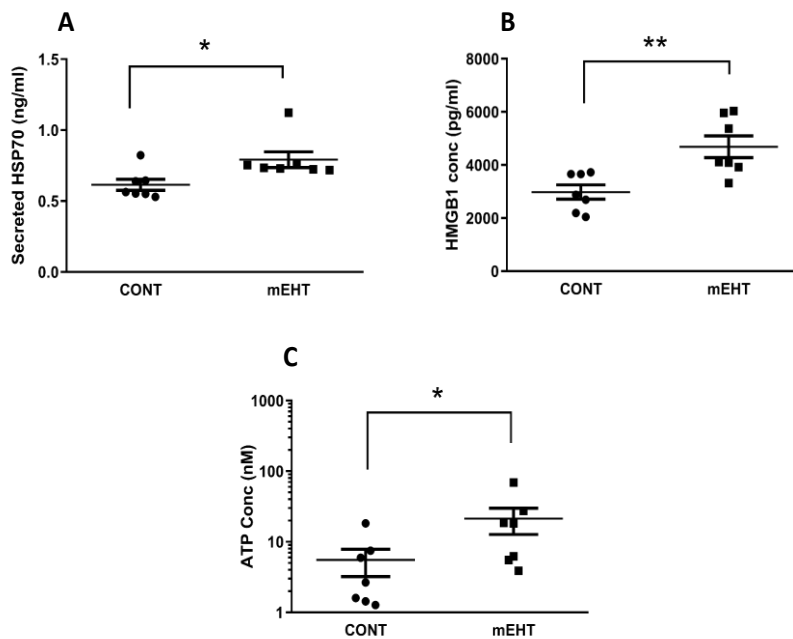 A
*
Secreted HSP70 (ng/ml)
1.5
1.0
0.5
0.0
CONT mEHT
B
**
HMGB1 conc (pg/ml)
8000
6000
4000
2000
0
CONT mEHT
C
*
ATP Conc (nM)
1000
100
10
1
CONT mEHT